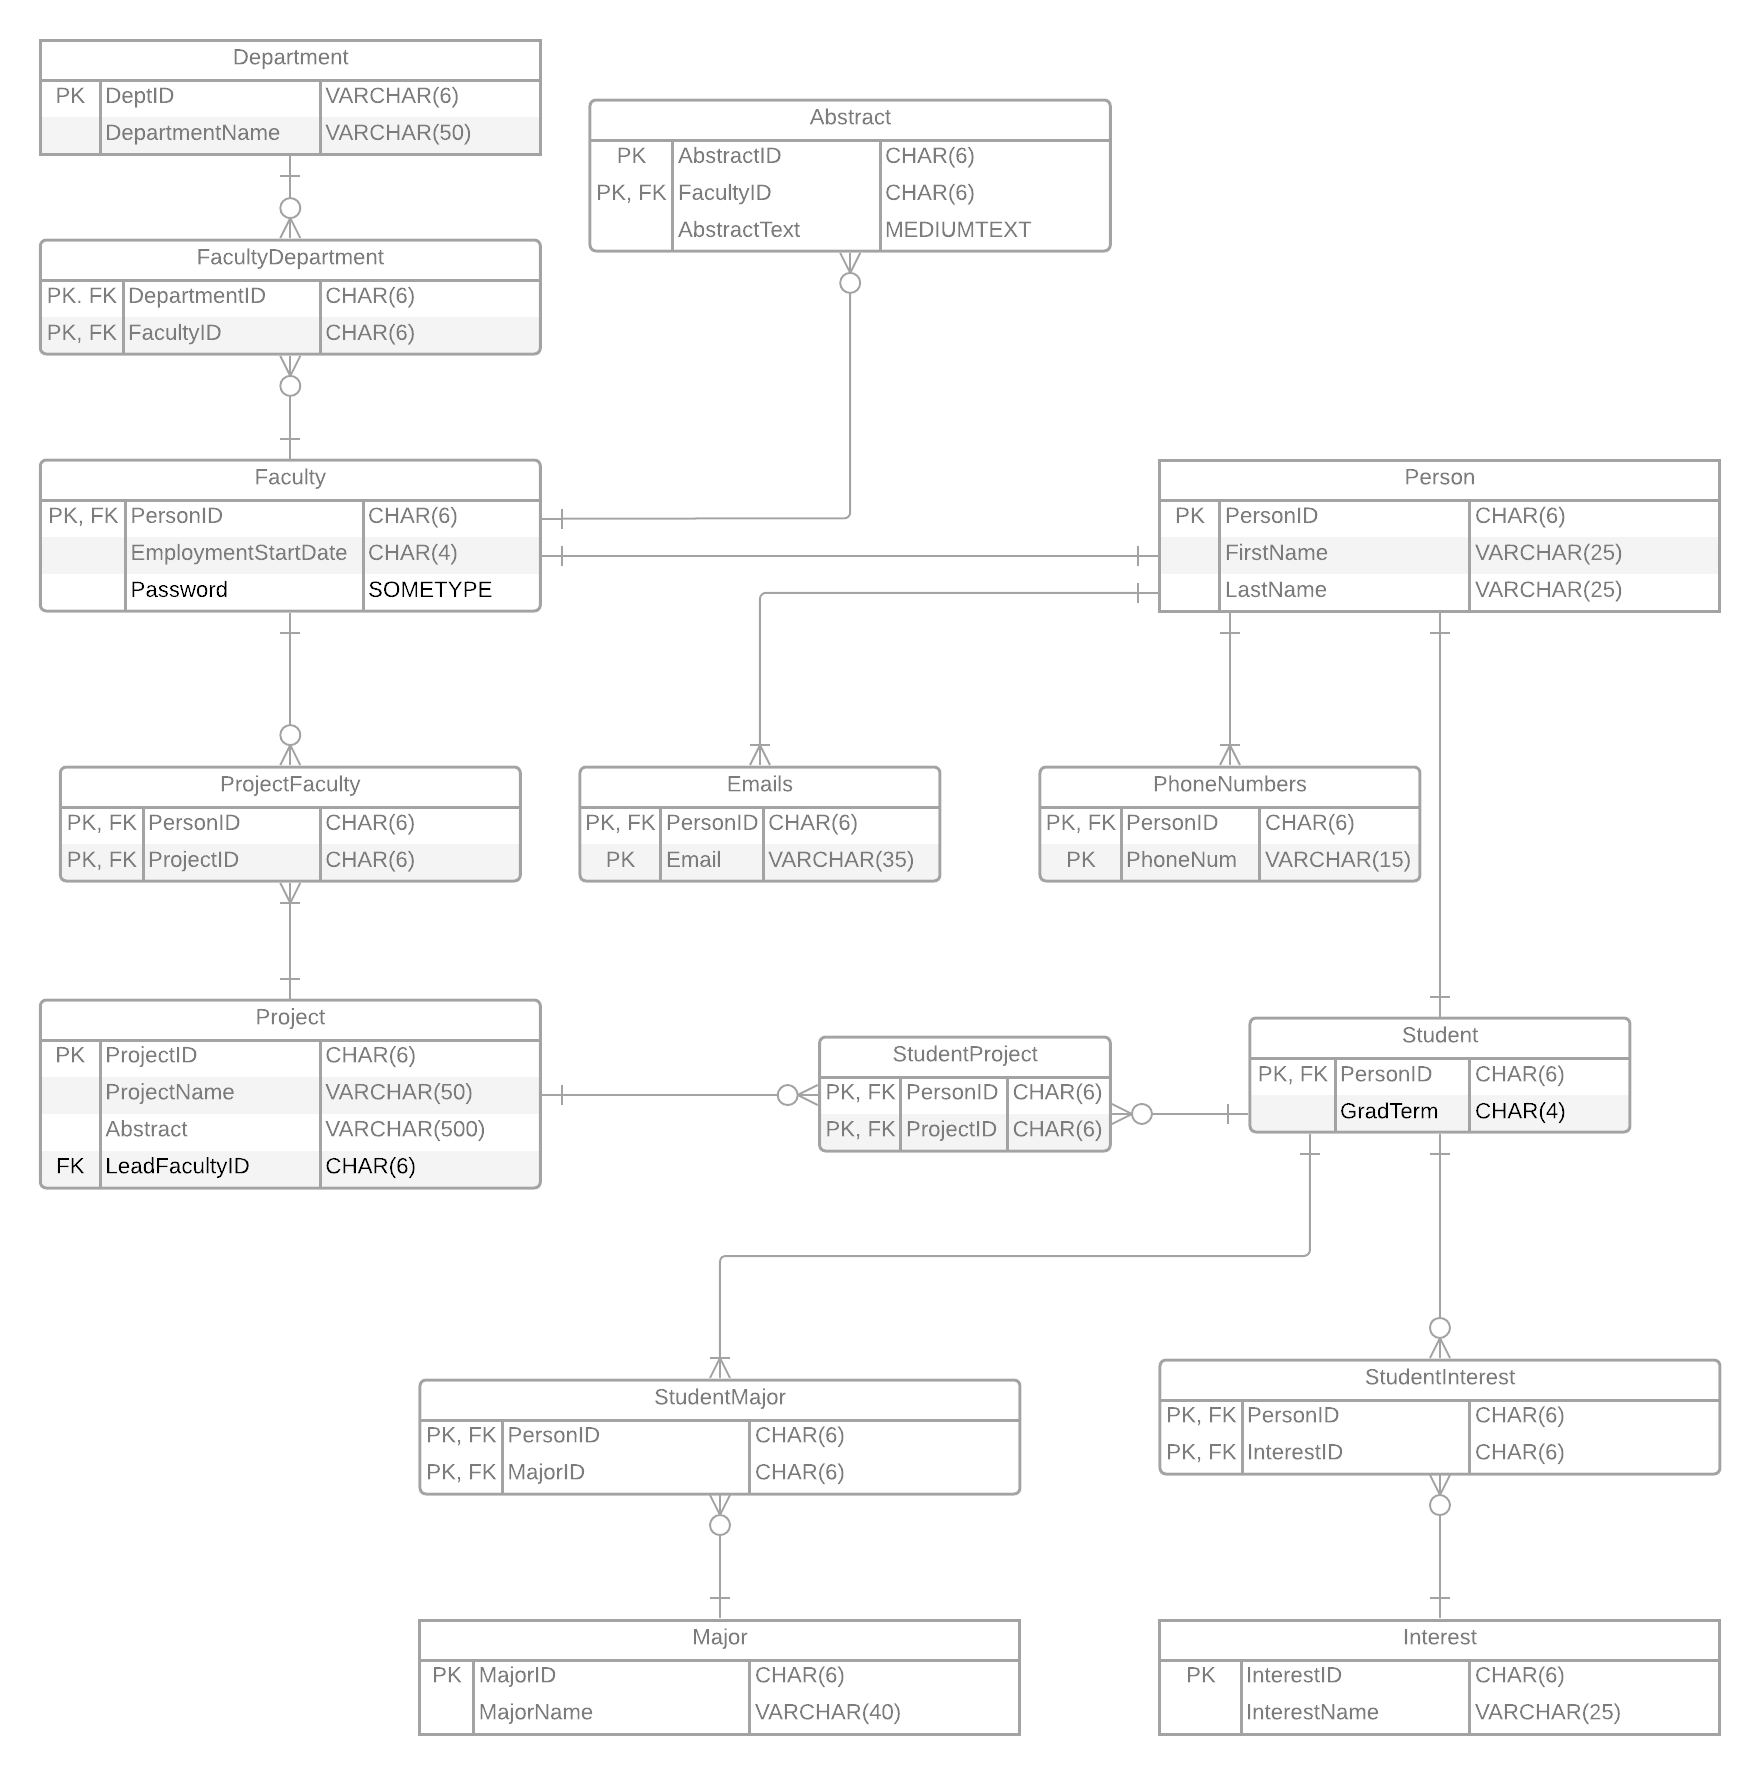 Department
PK DeptID VARCHAR(6)
DepartmentName VARCHAR(50)
Abstract
PK AbstractID CHAR(6)
PK, FK FacultyID CHAR(6)
AbstractText MEDIUMTEXT
FacultyDepartment
PK. FK DepartmentID CHAR(6)
PK, FK FacultyID CHAR(6)
Faculty
PK, FK PersonID CHAR(6)
EmploymentStartDate CHAR(4)
Password SOMETYPE
Person
PK PersonID CHAR(6)
FirstName VARCHAR(25)
LastName VARCHAR(25)
ProjectFaculty
PK, FK PersonID CHAR(6)
PK, FK ProjectID CHAR(6)
Emails
PK, FK PersonID CHAR(6)
PK Email VARCHAR(35)
PhoneNumbers
PK, FK PersonID CHAR(6)
PK PhoneNum VARCHAR(15)
Project
PK ProjectID CHAR(6)
ProjectName VARCHAR(50)
Abstract VARCHAR(500)
FK LeadFacultyID CHAR(6)
StudentProject
PK, FK PersonID CHAR(6)
PK, FK ProjectID CHAR(6)
Student
PK, FK PersonID CHAR(6)
GradTerm CHAR(4)
StudentMajor
PK, FK PersonID CHAR(6)
PK, FK MajorID CHAR(6)
StudentInterest
PK, FK PersonID CHAR(6)
PK, FK InterestID CHAR(6)
Major
PK MajorID CHAR(6)
MajorName VARCHAR(40)
Interest
PK InterestID CHAR(6)
InterestName VARCHAR(25)